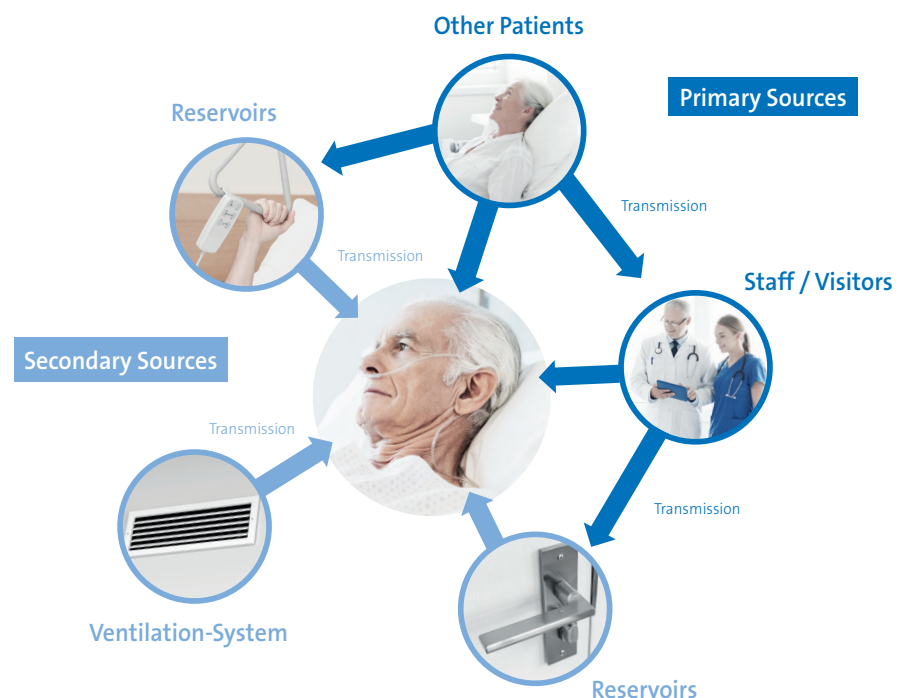 Other Patients
Primary Sources
Reservoirs
Transmission
Transmission
Staff / Visitors
Secondary Sources
Transmission
Transmission
Ventilation-System
Reservoirs